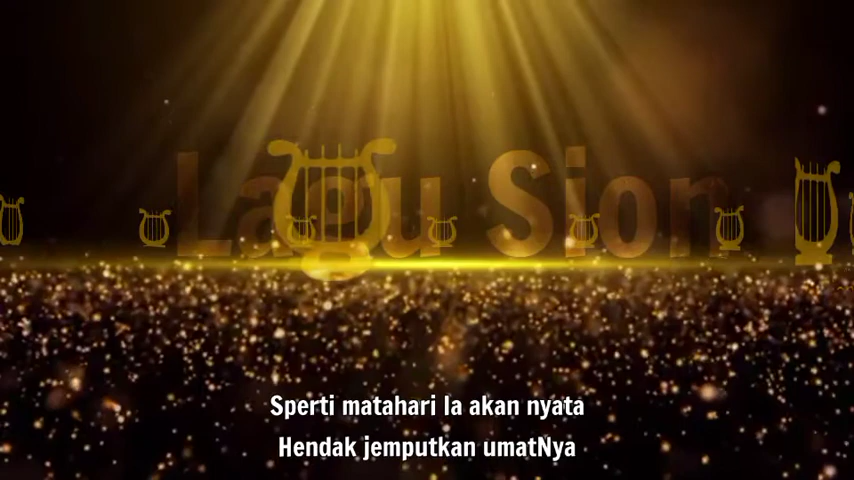 Lagu Sion
Sperti matahari Ia akan nyata
Hendak jemputkan umatNya